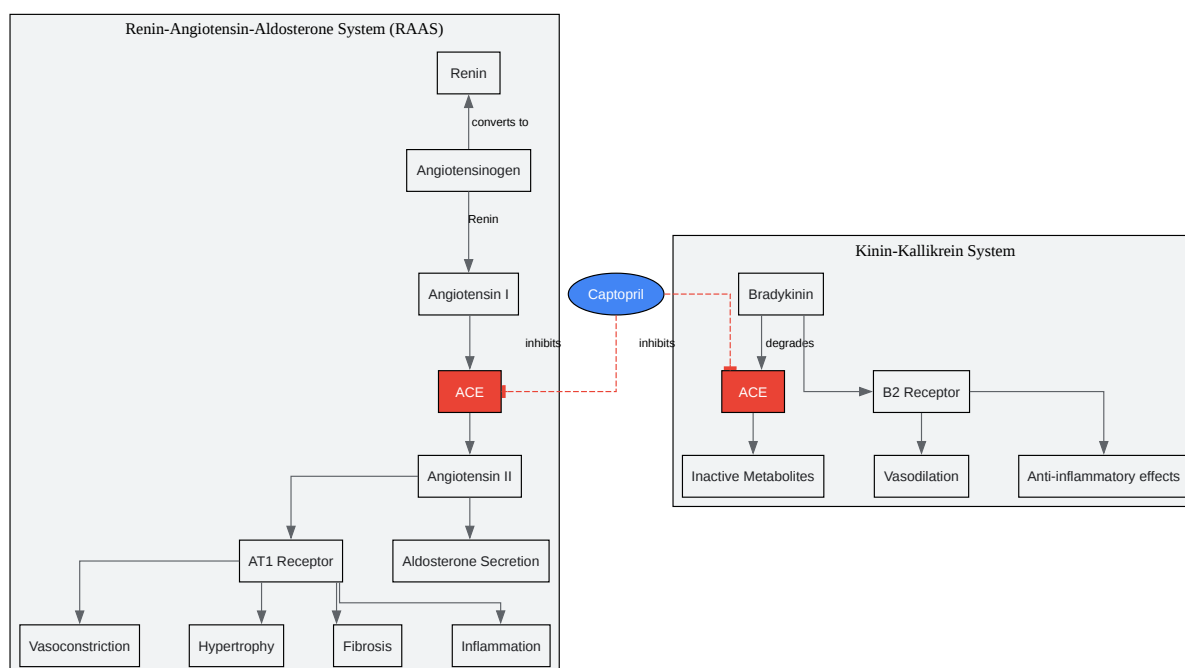 Renin-Angiotensin-Aldosterone System (RAAS)
Renin
converts to
Angiotensinogen
Renin
Angiotensin I
inhibits
ACE
Angiotensin II
AT1 Receptor
Aldosterone Secretion
Vasoconstriction
Hypertrophy
Fibrosis
Inflammation
Captopril
inhibits
Kinin-Kallikrein System
Bradykinin
degrades
ACE
B2 Receptor
Inactive Metabolites
Vasodilation
Anti-inflammatory effects